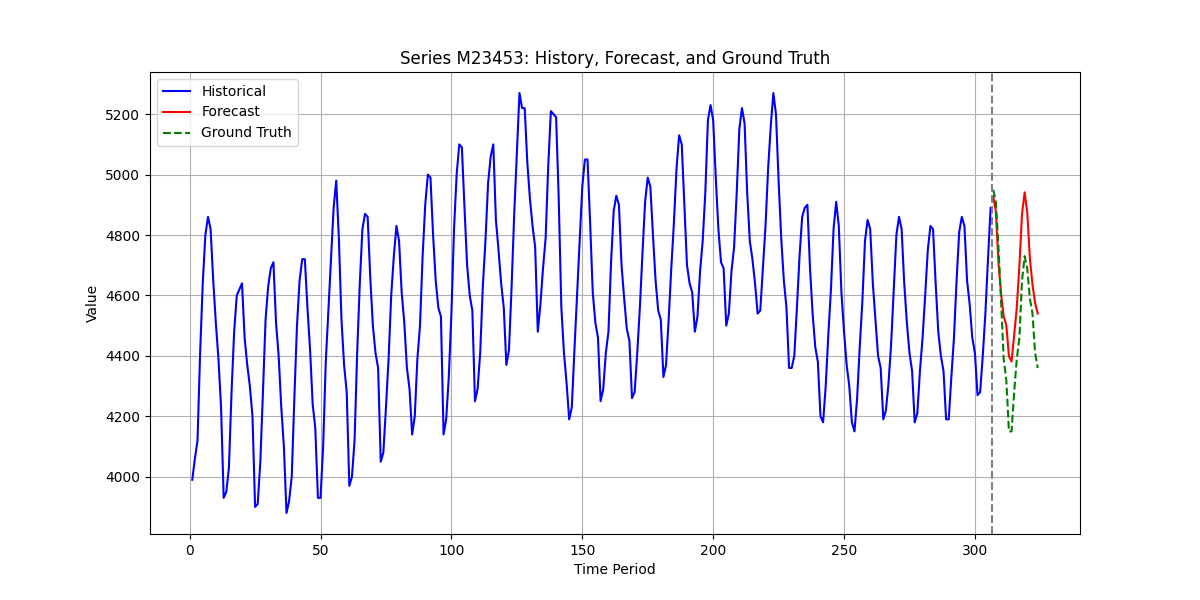 Series M23453: History, Forecast, and Ground Truth
Historical
Forecast
Ground Truth
5200
5000
4800
4600
4400
4200
4000
Value
0 50 100 150 200 250 300
Time Period